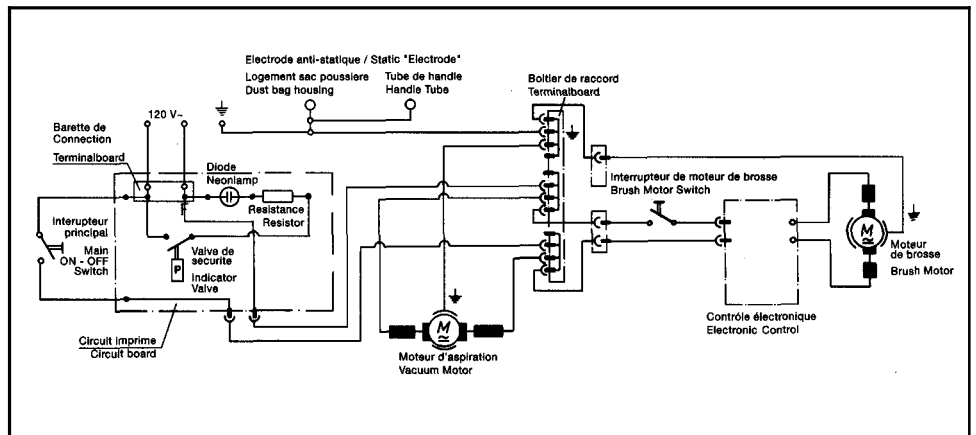 Electrode anti-statique / Static "Electrode"
Logement sac poussiere
Dust bag housing
Tube de handle
Handle Tube
Boitier de raccord
Terminalboard
120 V~
Barette de
Connection
Terminalboard
Diode
Neonlamp
Resistance
Resistor
Interupteur
principal
Main
ON - OFF
Switch
Valva de
securite
P
Indicator
Valve
Circuit Imprime
Circuit board
M
Moteur d'aspiration
Vacuum Motor
Interrupteur de moteur de brosse
Brush Motor Switch
Contrôle électronique
Electronic Control
M
Moteur
de brosse
Brush Motor